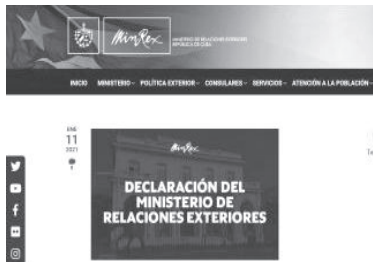 MinRex
MINISTERIO DE RELACIONES EXTERIORES
REPÚBLICA DE CUBA
INICIO MINISTERIO POLÍTICA EXTERIOR CONSULARES SERVICIOS ATENCIÓN A LA POBLACIÓN
ENE
11
2021
MinRex
DECLARACIÓN DEL
MINISTERIO DE
RELACIONES EXTERIORES